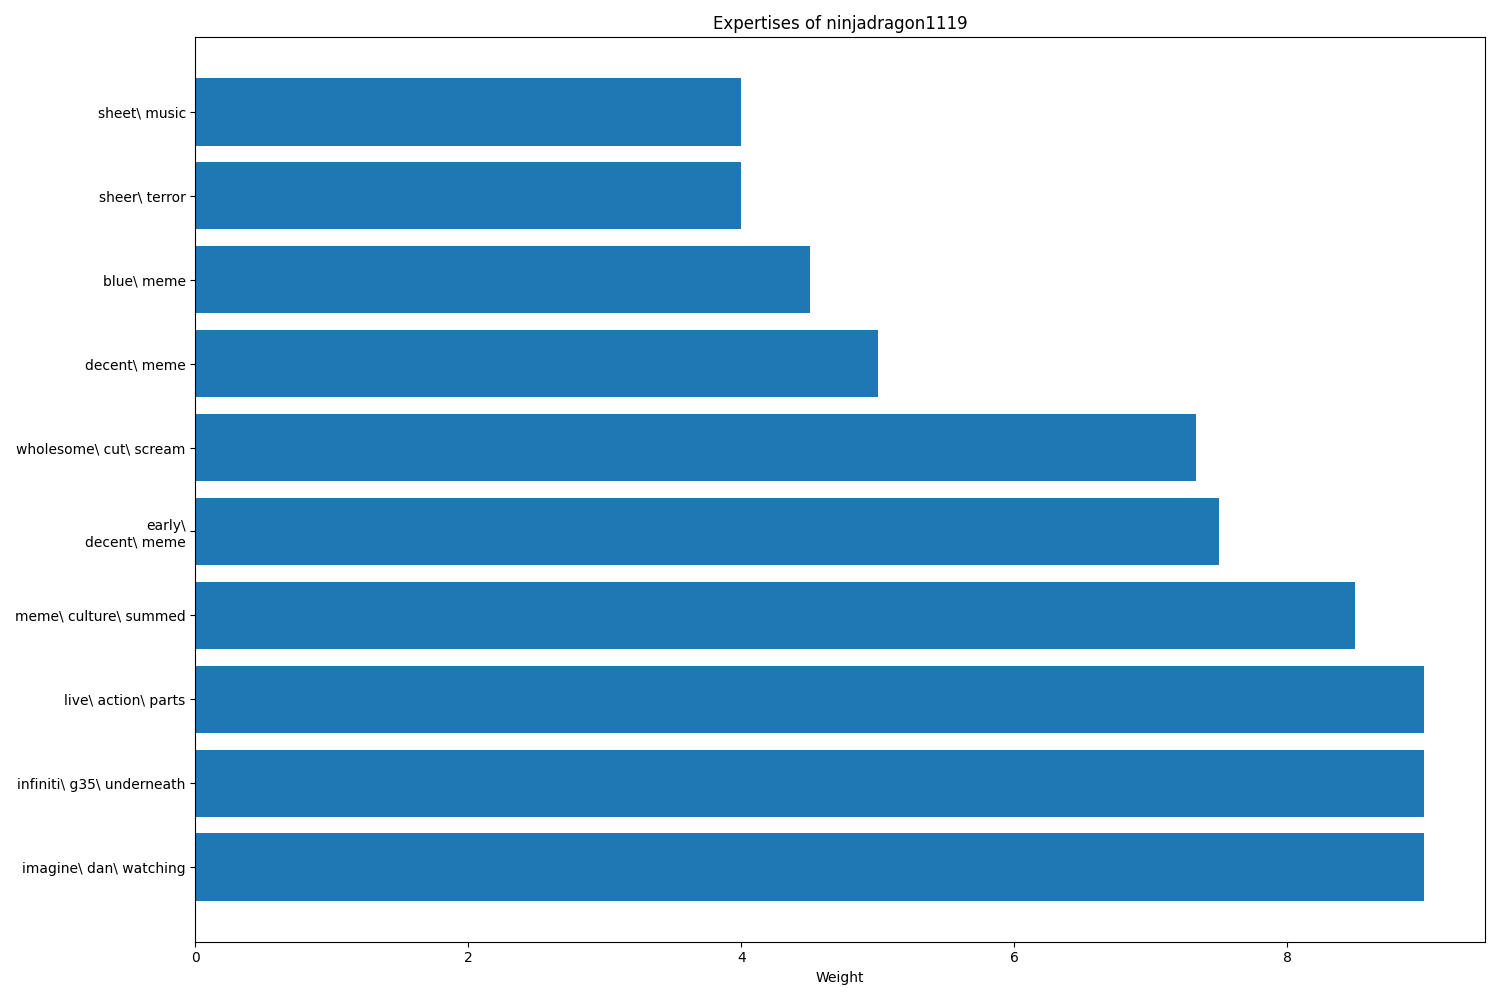 Expertises of ninjadragon1119
sheet\ music
sheer\ terror
blue\ meme
decent\ meme
wholesome\ cut\ scream
early\
decent\ meme
meme\ culture\ summed
live\ action\ parts
infiniti\ g35\ underneath
imagine\ dan\ watching
0 2 4 6 8
Weight